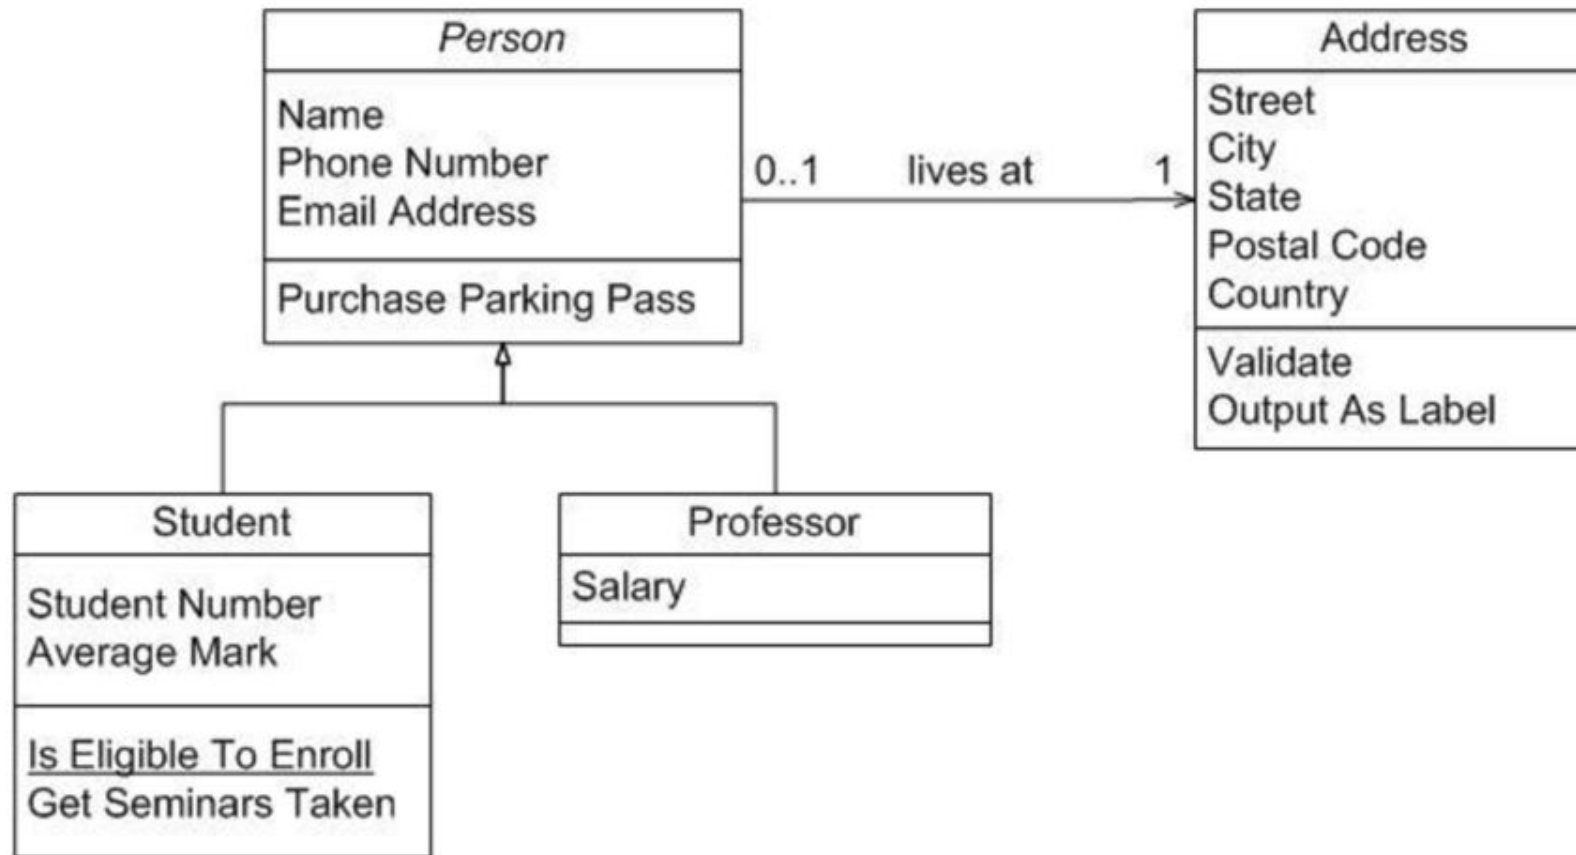 Person
Name
Phone Number
Email Address
Purchase Parking Pass
0..1 lives at 1
Address
Street
City
State
Postal Code
Country
Validate
Output As Label
Student
Student Number
Average Mark
Is Eligible To Enroll
Get Seminars Taken
Professor
Salary